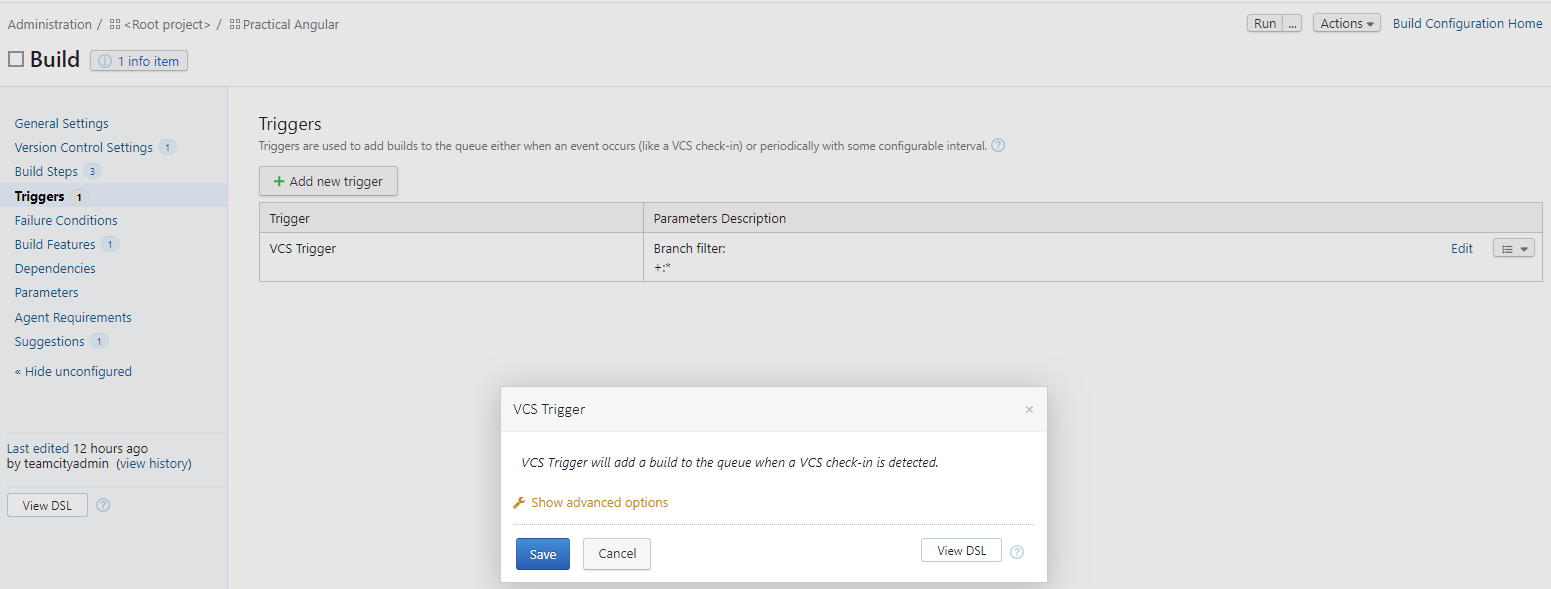 Administration / <Root project> / Practical Angular
Run ... Actions Build Configuration Home
Build 1 info item
General Settings
Version Control Settings 1
Build Steps 3
Triggers 1
Failure Conditions
Build Features 1
Dependencies
Parameters
Agent Requirements
Suggestions 1
« Hide unconfigured
Last edited 12 hours ago
by teamcityadmin (view history)
View DSL ?
Triggers
Triggers are used to add builds to the queue either when an event occurs (like a VCS check-in) or periodically with some configurable interval. ?
+ Add new trigger
Trigger Parameters Description
VCS Trigger Branch filter: Edit
+:*
VCS Trigger ×
VCS Trigger will add a build to the queue when a VCS check-in is detected.
Show advanced options
Save Cancel View DSL ?